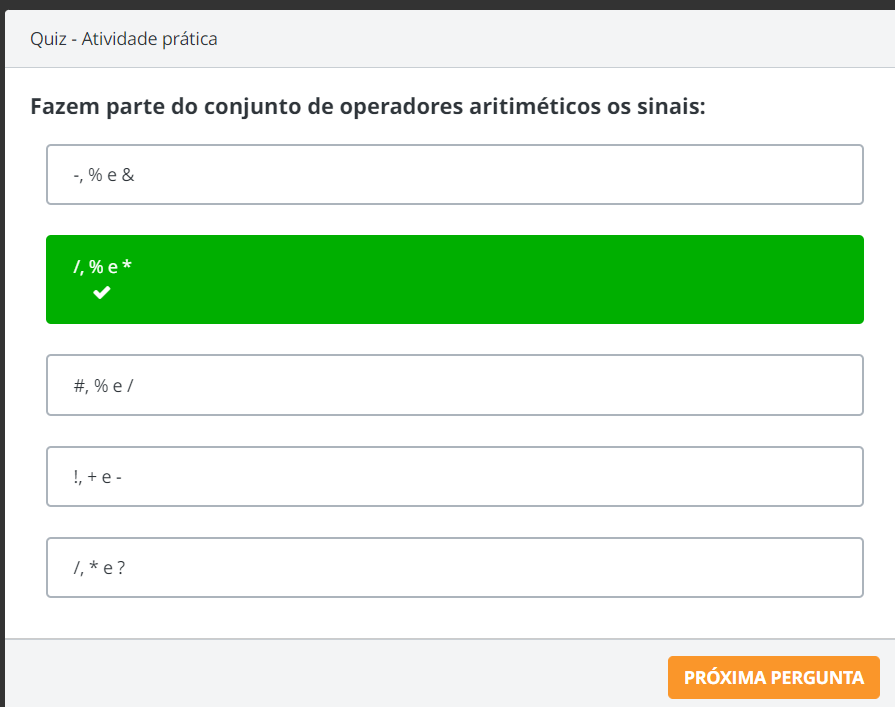 Quiz - Atividade prática
Fazem parte do conjunto de operadores aritiméticos os sinais:
-, % e &
/, % e *
#, % e /
!, + e -
/, * e ?
PRÓXIMA PERGUNTA